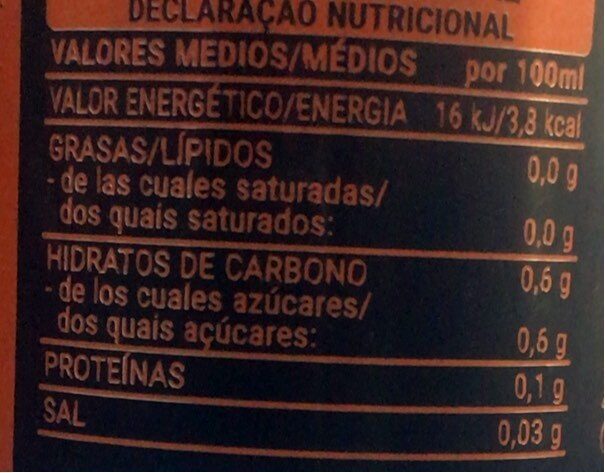 DECLARAÇÃO NUTRICIONAL
VALORES MEDIOS/MÉDIOS por 100ml
VALOR ENERGÉTICO/ENERGIA 16 kJ/3,8 kcal
GRASAS/LÍPIDOS 0,0 g
- de las cuales saturadas/
dos quais saturados: 0,0 g
HIDRATOS DE CARBONO 0,6 g
- de los cuales azúcares/
dos quais açúcares: 0,6 g
PROTEÍNAS 0,1 g
SAL 0,03 g